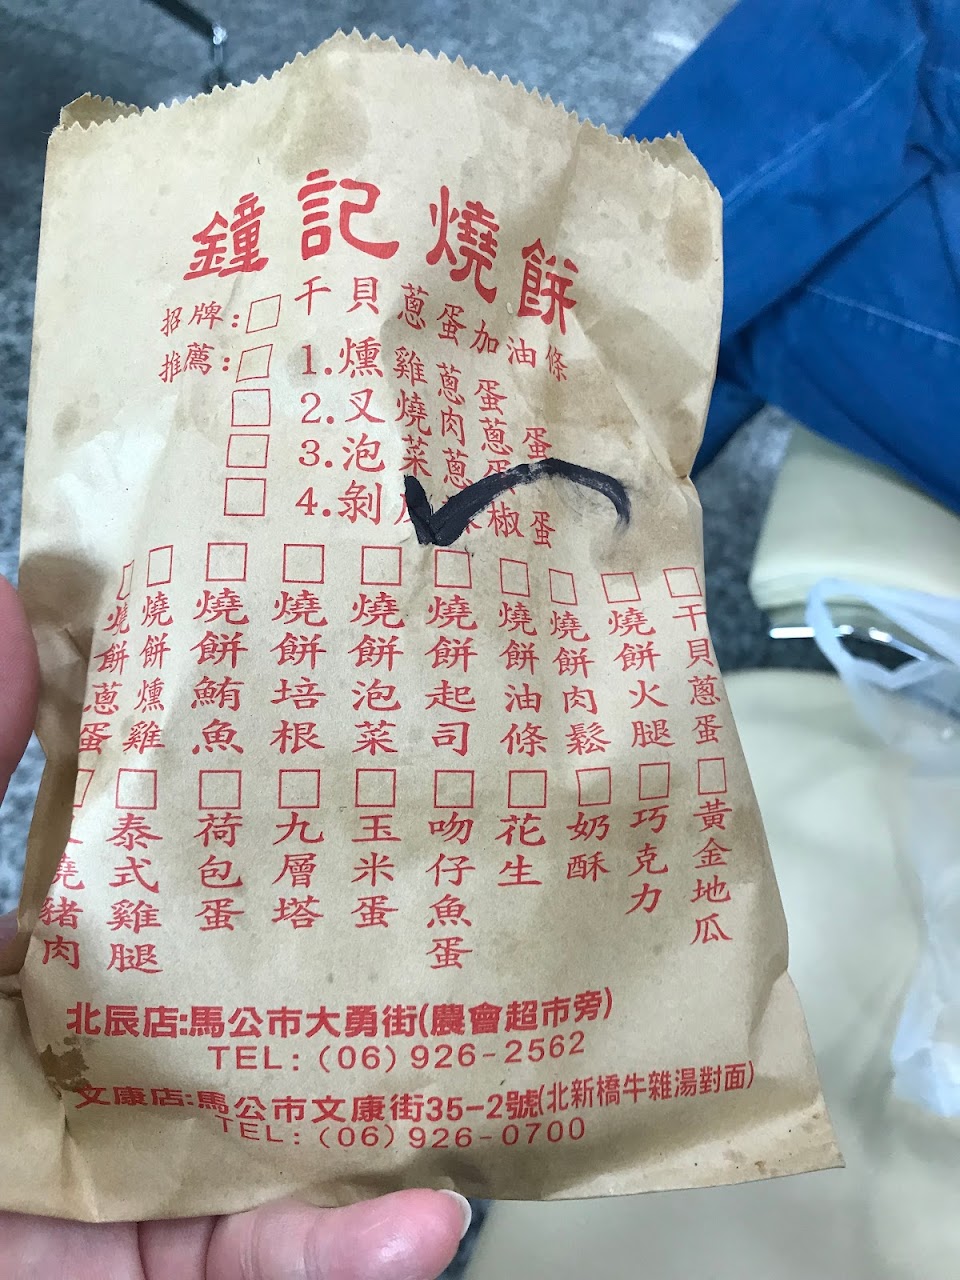 鐘記燒餅
招牌:□干貝蔥蛋加油條
推薦:□1.燻雞蔥蛋
□2.叉燒肉蔥蛋
□3.泡菜蔥蛋
□4.剝 椒蛋
□干貝蔥蛋
□燒餅火腿
□燒餅肉鬆
□燒餅油條
□燒餅起司
□燒餅泡菜
□燒餅培根
□燒餅鮪魚
□燒餅燻雞
□燒餅蔥蛋
□黃金地瓜
□巧克力
□奶酥
□花生
□吻仔魚蛋
□玉米蛋
□九層塔
□荷包蛋
□泰式雞腿
□燒豬肉
北辰店:馬公市大勇街(農會超市旁)
TEL:(06)926-2562
文康店:馬公市文康街35-2號(北新橋牛雜湯對面)
TEL:(06)926-0700